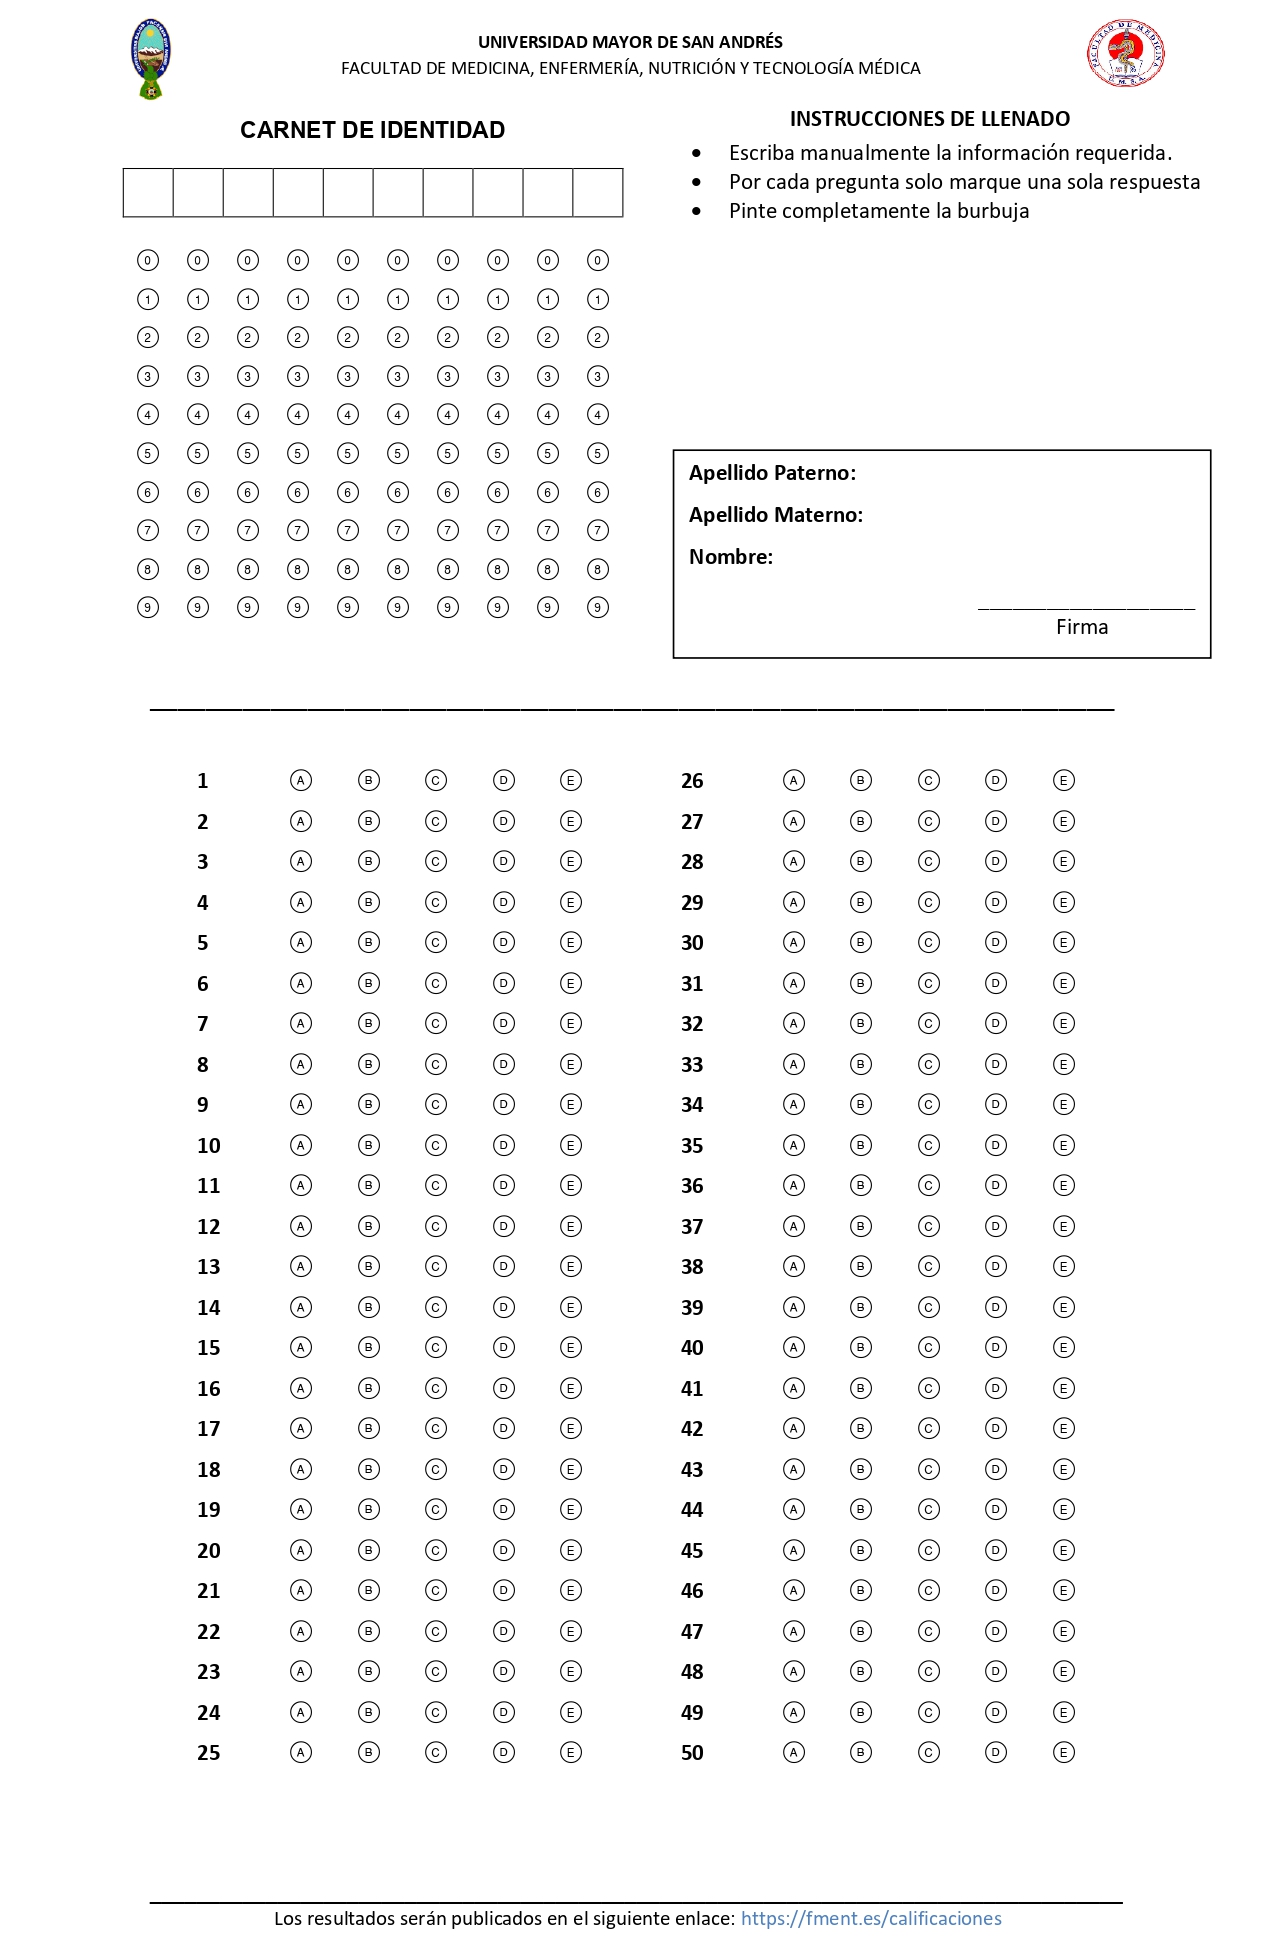 UNIVERSIDAD MAYOR DE SAN ANDRÉS
FACULTAD DE MEDICINA, ENFERMERÍA, NUTRICIÓN Y TECNOLOGÍA MÉDICA
FACULTAD DE MEDICINA
U.M.S.A.
CARNET DE IDENTIDAD
0 0 0 0 0 0 0 0 0 0
1 1 1 1 1 1 1 1 1 1
2 2 2 2 2 2 2 2 2 2
3 3 3 3 3 3 3 3 3 3
4 4 4 4 4 4 4 4 4 4
5 5 5 5 5 5 5 5 5 5
6 6 6 6 6 6 6 6 6 6
7 7 7 7 7 7 7 7 7 7
8 8 8 8 8 8 8 8 8 8
9 9 9 9 9 9 9 9 9 9
INSTRUCCIONES DE LLENADO
• Escriba manualmente la información requerida.
• Por cada pregunta solo marque una sola respuesta
• Pinte completamente la burbuja
Apellido Paterno:
Apellido Materno:
Nombre:
Firma
1 A B C D E
2 A B C D E
3 A B C D E
4 A B C D E
5 A B C D E
6 A B C D E
7 A B C D E
8 A B C D E
9 A B C D E
10 A B C D E
11 A B C D E
12 A B C D E
13 A B C D E
14 A B C D E
15 A B C D E
16 A B C D E
17 A B C D E
18 A B C D E
19 A B C D E
20 A B C D E
21 A B C D E
22 A B C D E
23 A B C D E
24 A B C D E
25 A B C D E
26 A B C D E
27 A B C D E
28 A B C D E
29 A B C D E
30 A B C D E
31 A B C D E
32 A B C D E
33 A B C D E
34 A B C D E
35 A B C D E
36 A B C D E
37 A B C D E
38 A B C D E
39 A B C D E
40 A B C D E
41 A B C D E
42 A B C D E
43 A B C D E
44 A B C D E
45 A B C D E
46 A B C D E
47 A B C D E
48 A B C D E
49 A B C D E
50 A B C D E
Los resultados serán publicados en el siguiente enlace: https://fment.es/calificaciones